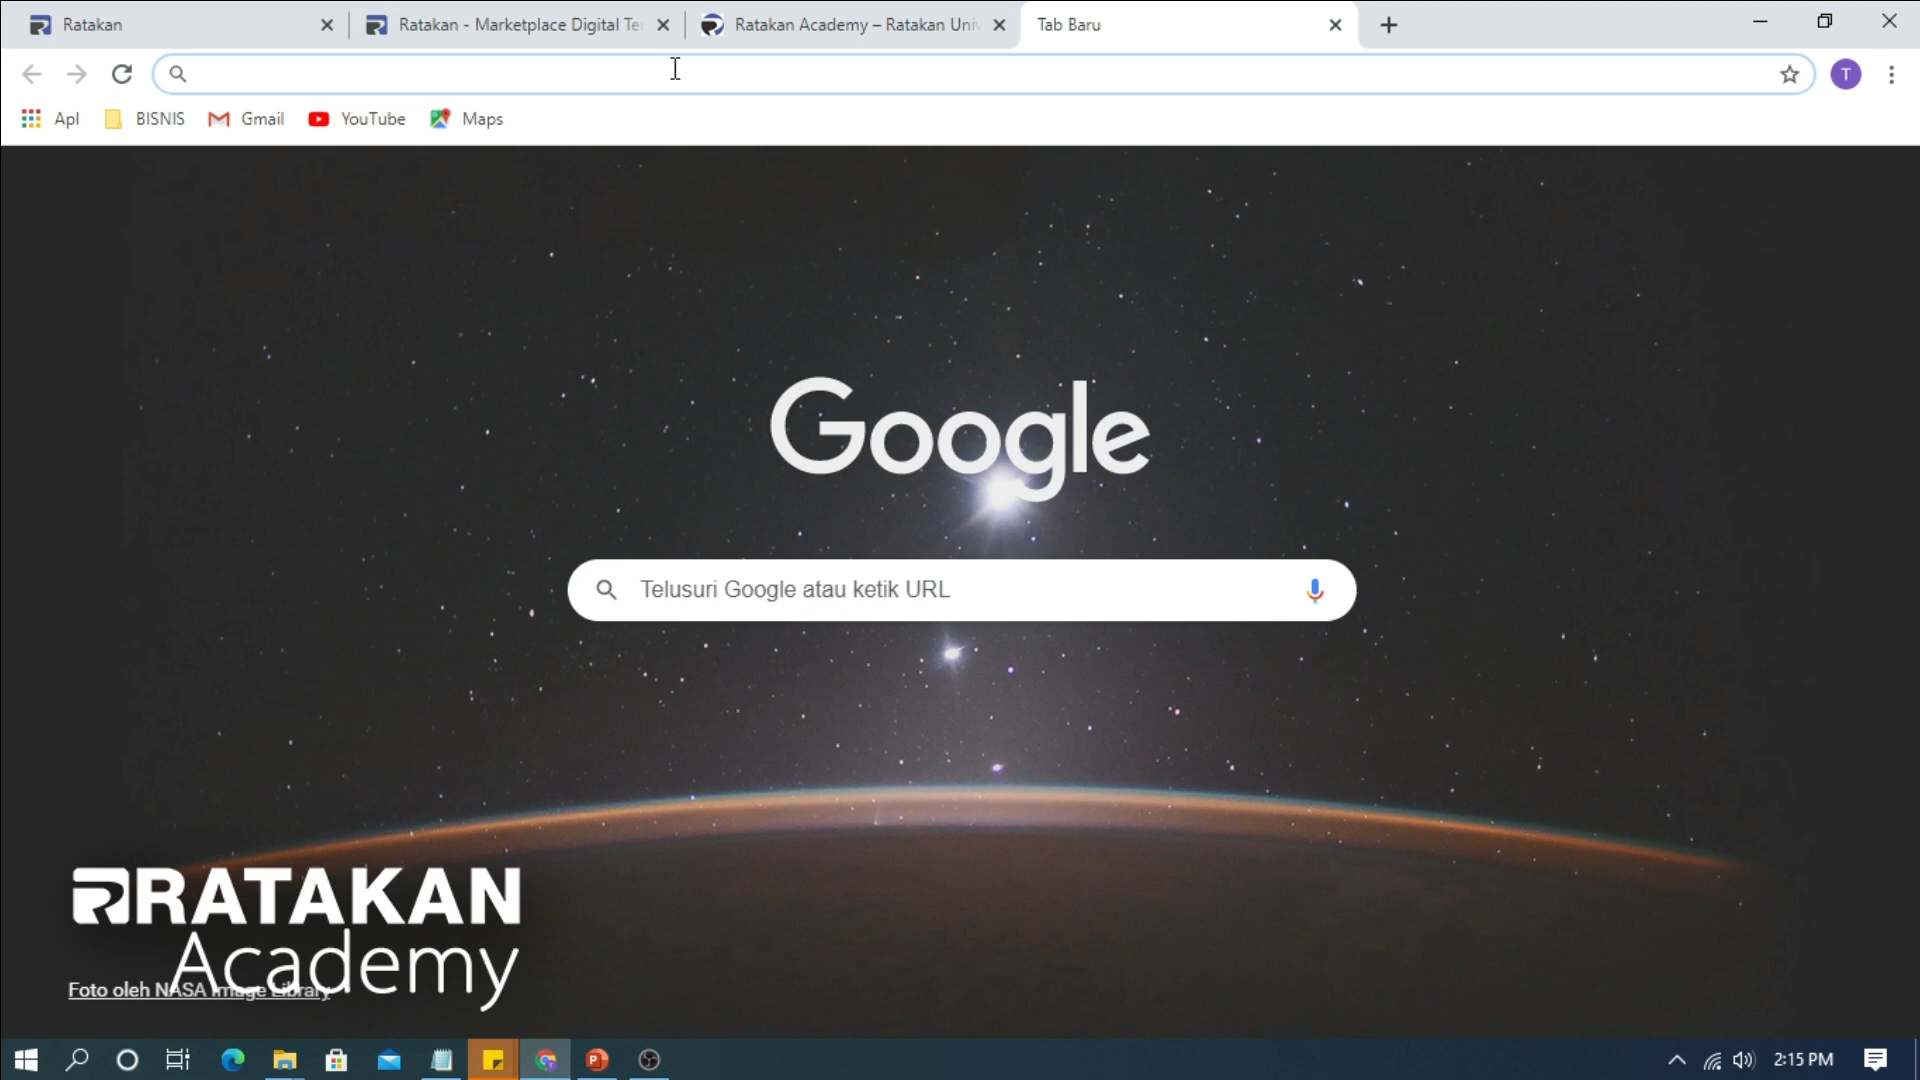 Ratakan
Ratakan - Marketplace Digital Te
Ratakan Academy – Ratakan Uni
Tab Baru
T
Apl
BISNIS
Gmail
YouTube
Maps
Google
Telusuri Google atau ketik URL
RATAKAN
Academy
Foto oleh NASA Image Library
2:15 PM